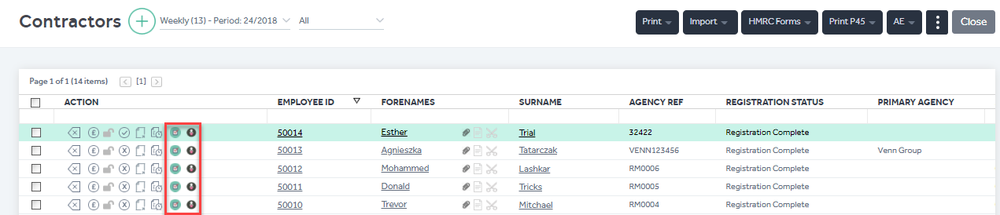 Contractors Weekly (13) - Period: 24/2018 All Print Import HMRC Forms Print P45 AE Close
Page 1 of 1 (14 items) [1]
ACTION EMPLOYEE ID FORENAMES SURNAME AGENCY REF REGISTRATION STATUS PRIMARY AGENCY
50014 Esther Trial 32422 Registration Complete
50013 Agnieszka Tatarczak VENN123456 Registration Complete Venn Group
50012 Mohammed Lashkar RM0006 Registration Complete
50011 Donald Tricks RM0005 Registration Complete
50010 Trevor Mitchael RM0004 Registration Complete